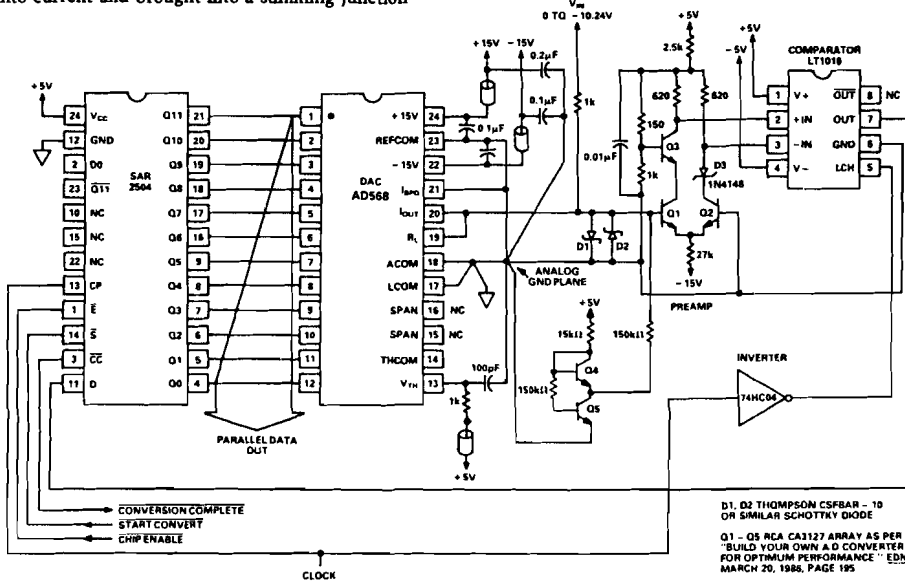 into current and brought into a summing junction
VIN
0 TO -10.24V
+5V
+15V
-15V
0.2µF
0.1µF
0.1µF
1k
2.5k
620
820
150
0.01µF
1k
Q3
D3
1N4148
Q1
Q2
27k
-15V
PREAMP
+5V
-5V
COMPARATOR
LT1016
1 V+
2 +IN
3 -IN
4 V-
OUT 8 NC
OUT 7
GND 6
LCH 5
+5V
SAR
2504
24 VCC
12 GND
2 D0
23 Q11
10 NC
15 NC
22 NC
13 CP
1 E
14 S
3 CC
11 D
Q11 21
Q10 20
Q9 19
Q8 18
Q7 17
Q6 16
Q5 9
Q4 8
Q3 7
Q2 6
Q1 5
Q0 4
DAC
AD568
1
2
3
4
5
6
7
8
9
10
11
12
+15V 24
REFCOM 23
-15V 22
IBPO 21
IOUT 20
RL 19
ACOM 18
LCOM 17
SPAN 16 NC
SPAN 15 NC
THCOM 14
VTH 13
D1
D2
ANALOG
GND PLANE
+5V
15kΩ
150kΩ
Q4
150kΩ
Q5
100pF
1k
+5V
PARALLEL DATA
OUT
INVERTER
74HC04
CONVERSION COMPLETE
START CONVERT
CHIP ENABLE
CLOCK
D1, D2 THOMPSON CSFBAR - 10
OR SIMILAR SCHOTTKY DIODE
Q1 - Q5 RCA CA3127 ARRAY AS PER
"BUILD YOUR OWN A D CONVERTER
FOR OPTIMUM PERFORMANCE" EDN
MARCH 20, 1986, PAGE 195